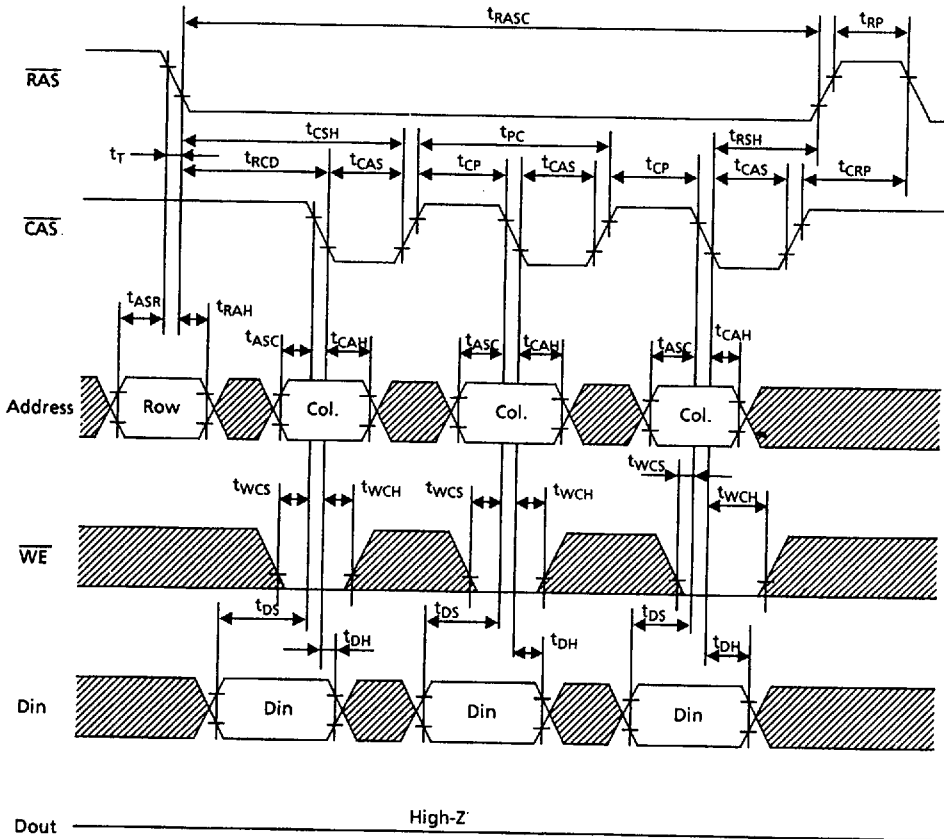 tRASC
tRP
RAS
tCSH
tPC
tRSH
tT
tRCD
tCAS
tCP
tCAS
tCP
tCAS
tCRP
CAS
tASR
tRAH
tASC
tCAH
tASC
tCAH
tASC
tCAH
Address
Row
Col.
Col.
Col.
tWCS
tWCH
tWCS
tWCH
tWCS
tWCH
WE
tDS
tDH
tDS
tDH
tDS
tDH
Din
Din
Din
Din
Dout
High-Z